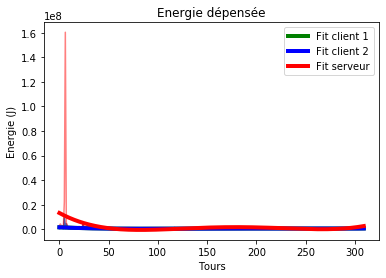 Energie dépensée
1e8
Fit client 1
Fit client 2
Fit serveur
1.6
1.4
1.2
1.0
0.8
0.6
0.4
0.2
0.0
Energie (J)
0 50 100 150 200 250 300
Tours